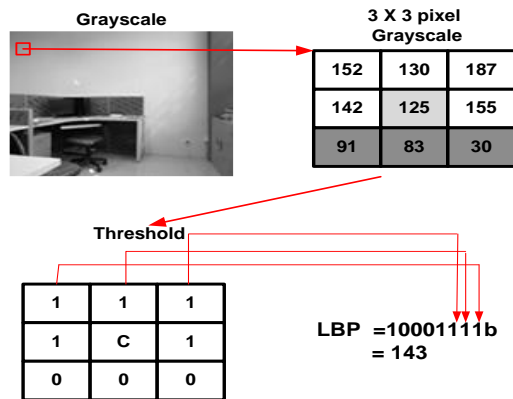 Grayscale
3 X 3 pixel
Grayscale
152 130 187
142 125 155
91 83 30
Threshold
1 1 1
1 C 1
0 0 0
LBP =10001111b
= 143